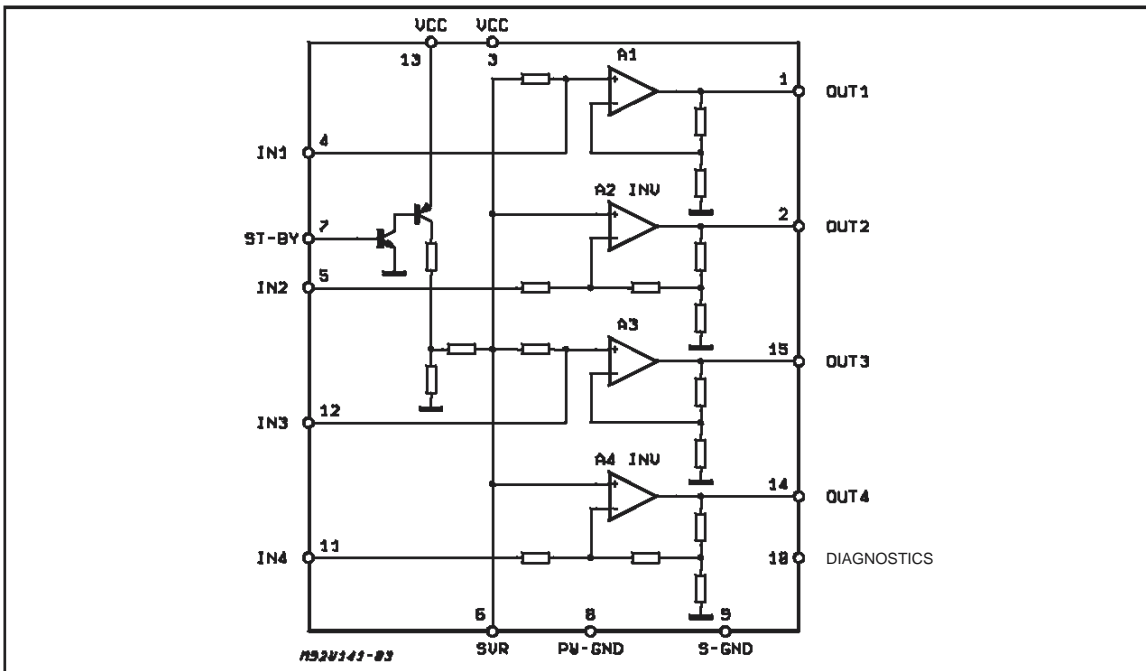 VCC VCC
13 3
A1
1 OUT1
4
IN1
A2 INV
2 OUT2
7
ST-BY
5
IN2
A3
15 OUT3
12
IN3
A4 INV
14 OUT4
11
IN4
10 DIAGNOSTICS
6 8 9
SVR PW-GND S-GND
M92W141-03